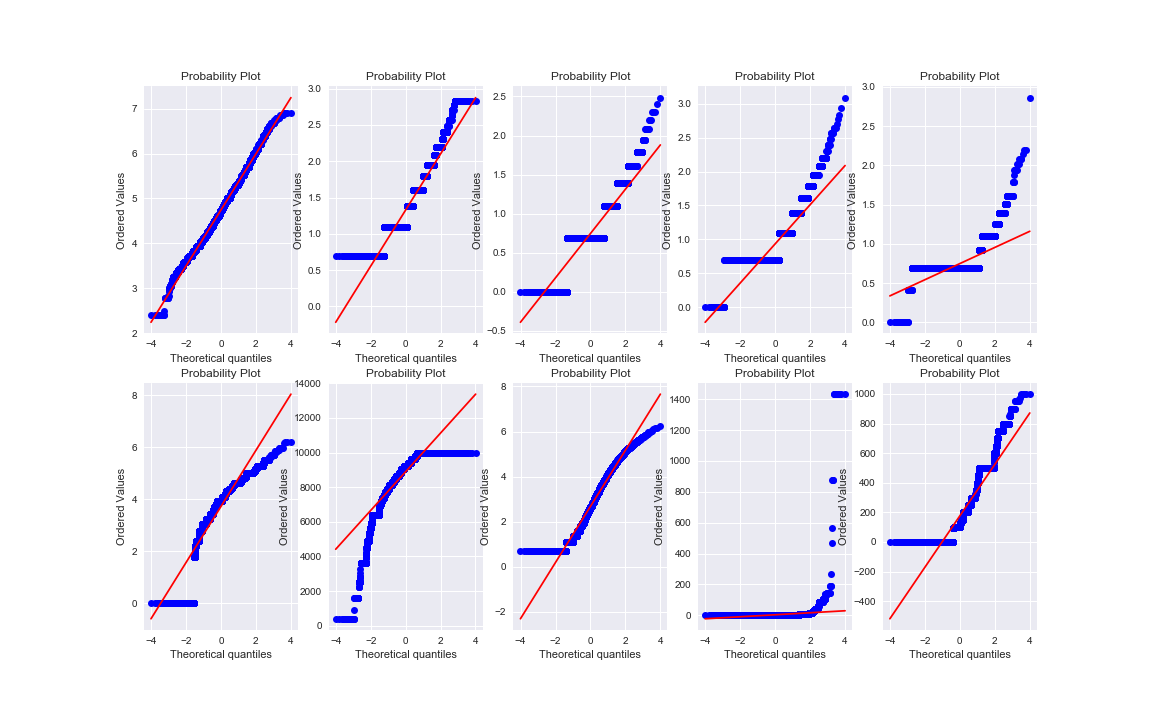 Probability Plot Probability Plot Probability Plot Probability Plot Probability Plot
Ordered Values
7
6
5
4
3
2
−4 −2 0 2 4
Theoretical quantiles
Ordered Values
3.0
2.5
2.0
1.5
1.0
0.5
0.0
−4 −2 0 2 4
Theoretical quantiles
Ordered Values
2.5
2.0
1.5
1.0
0.5
0.0
−0.5
−4 −2 0 2 4
Theoretical quantiles
Ordered Values
3.0
2.5
2.0
1.5
1.0
0.5
0.0
−4 −2 0 2 4
Theoretical quantiles
Ordered Values
3.0
2.5
2.0
1.5
1.0
0.5
0.0
−4 −2 0 2 4
Theoretical quantiles
Probability Plot Probability Plot Probability Plot Probability Plot Probability Plot
Ordered Values
8
6
4
2
0
−4 −2 0 2 4
Theoretical quantiles
Ordered Values
14000
12000
10000
8000
6000
4000
2000
0
−4 −2 0 2 4
Theoretical quantiles
Ordered Values
8
6
4
2
0
−2
−4 −2 0 2 4
Theoretical quantiles
Ordered Values
1400
1200
1000
800
600
400
200
0
−4 −2 0 2 4
Theoretical quantiles
Ordered Values
1000
800
600
400
200
0
−200
−400
−4 −2 0 2 4
Theoretical quantiles